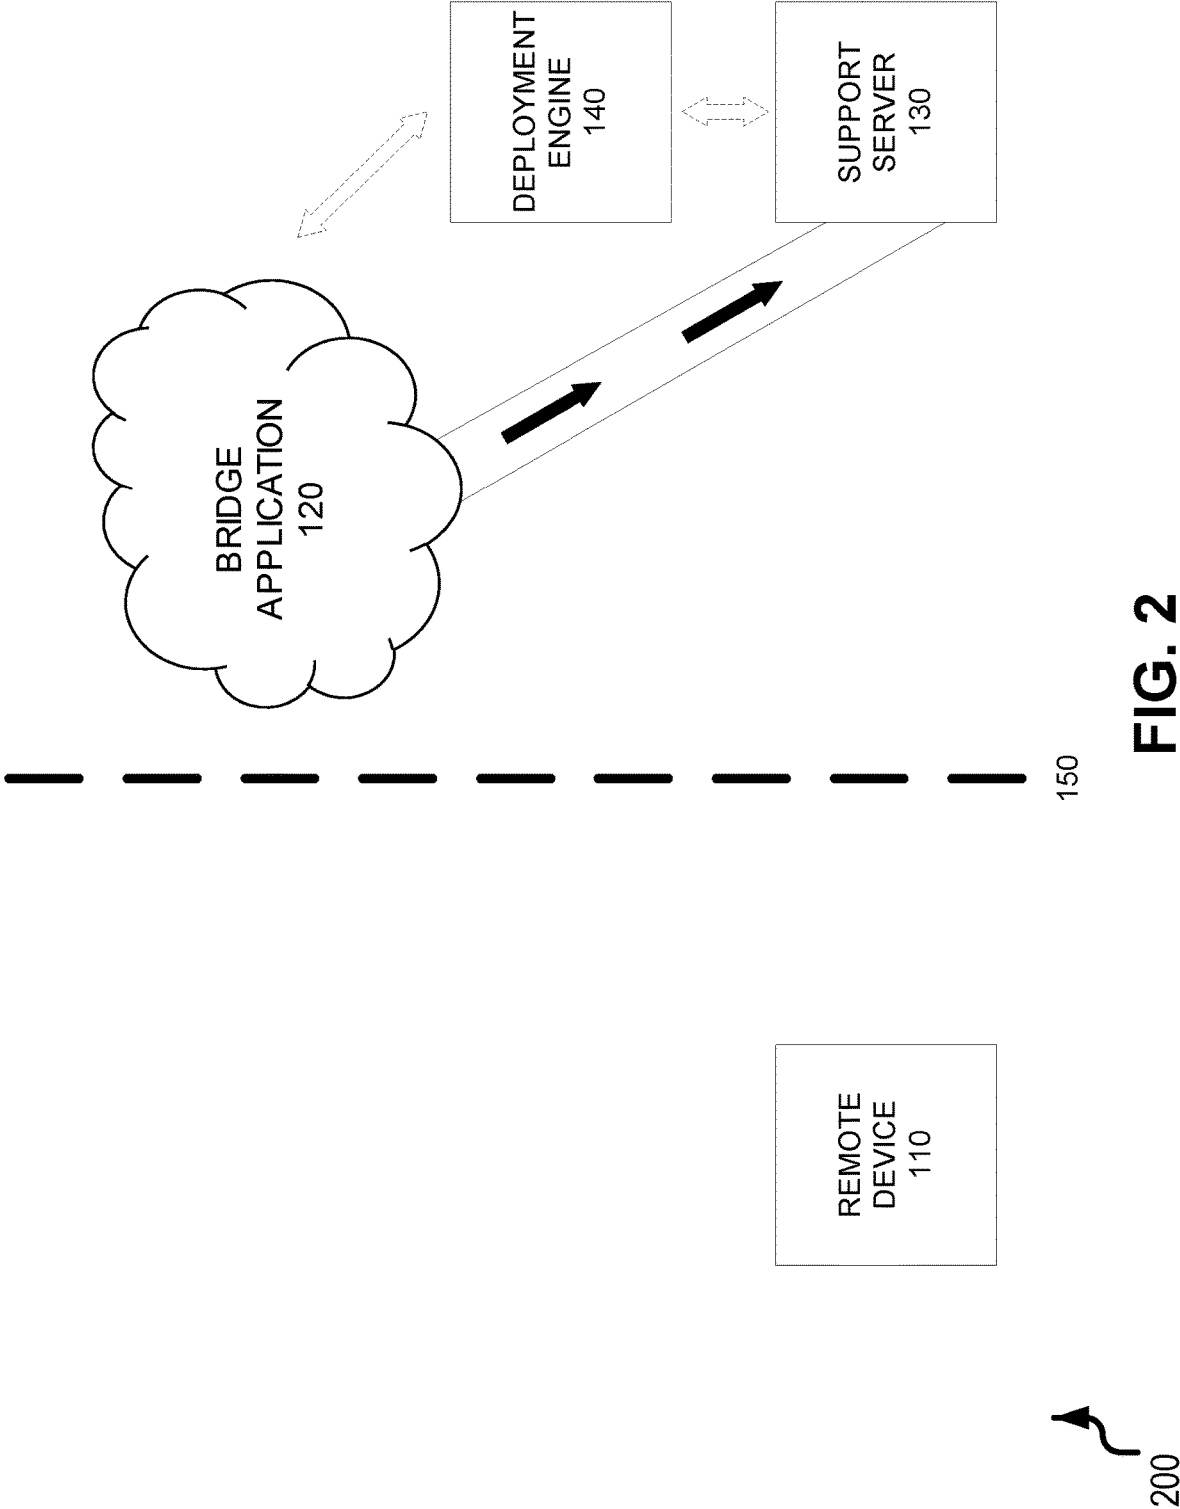 BRIDGE
APPLICATION
120
DEPLOYMENT
ENGINE
140
REMOTE
DEVICE
110
SUPPORT
SERVER
130
150
200
FIG. 2